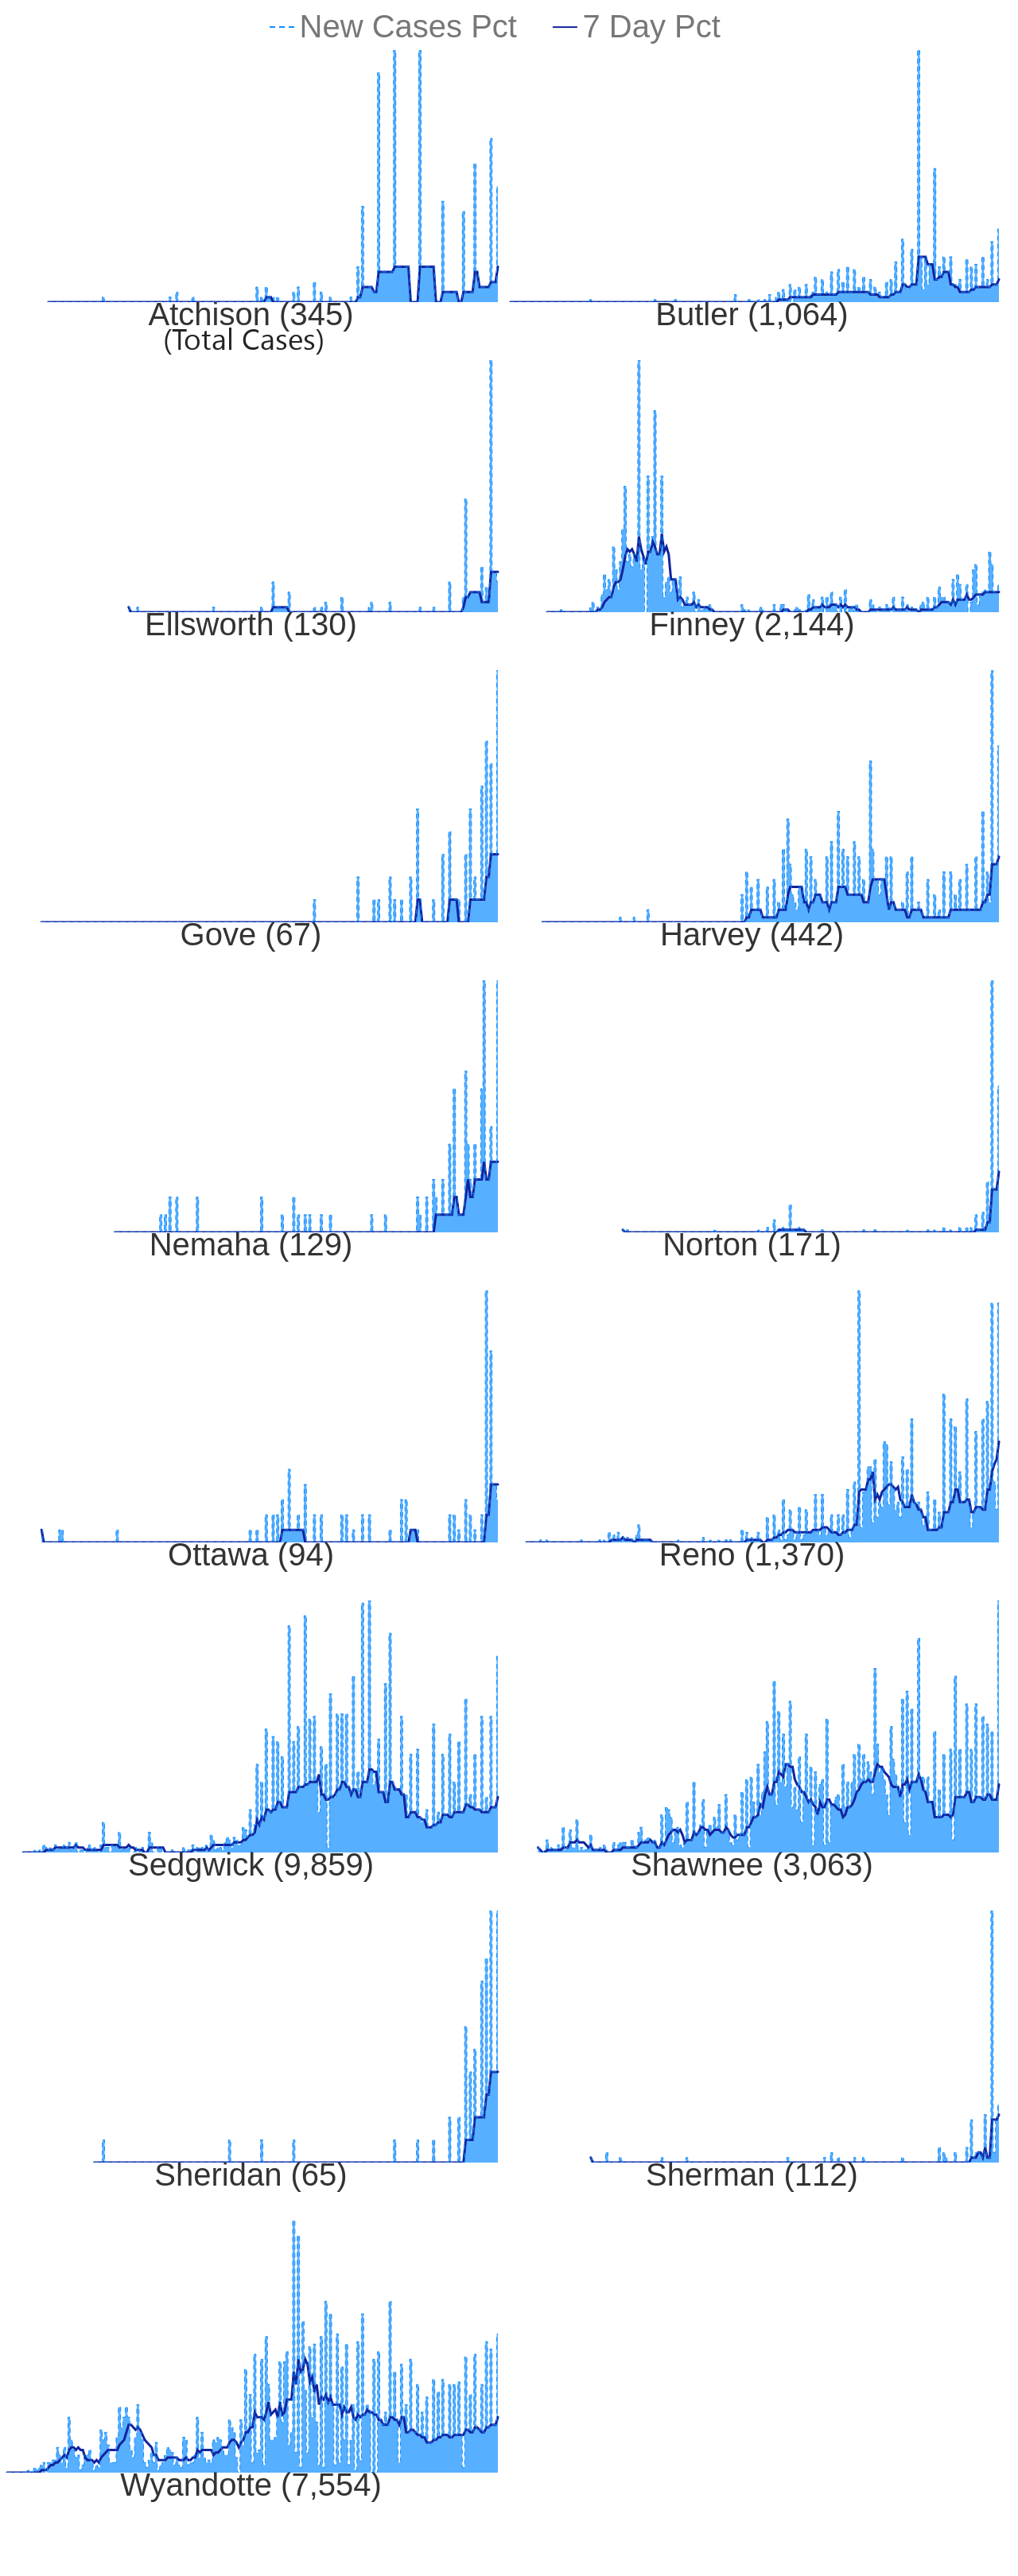 New Cases Pct 7 Day Pct
Atchison (345) Butler (1,064)
(Total Cases)
Ellsworth (130) Finney (2,144)
Gove (67) Harvey (442)
Nemaha (129) Norton (171)
Ottawa (94) Reno (1,370)
Sedgwick (9,859) Shawnee (3,063)
Sheridan (65) Sherman (112)
Wyandotte (7,554)